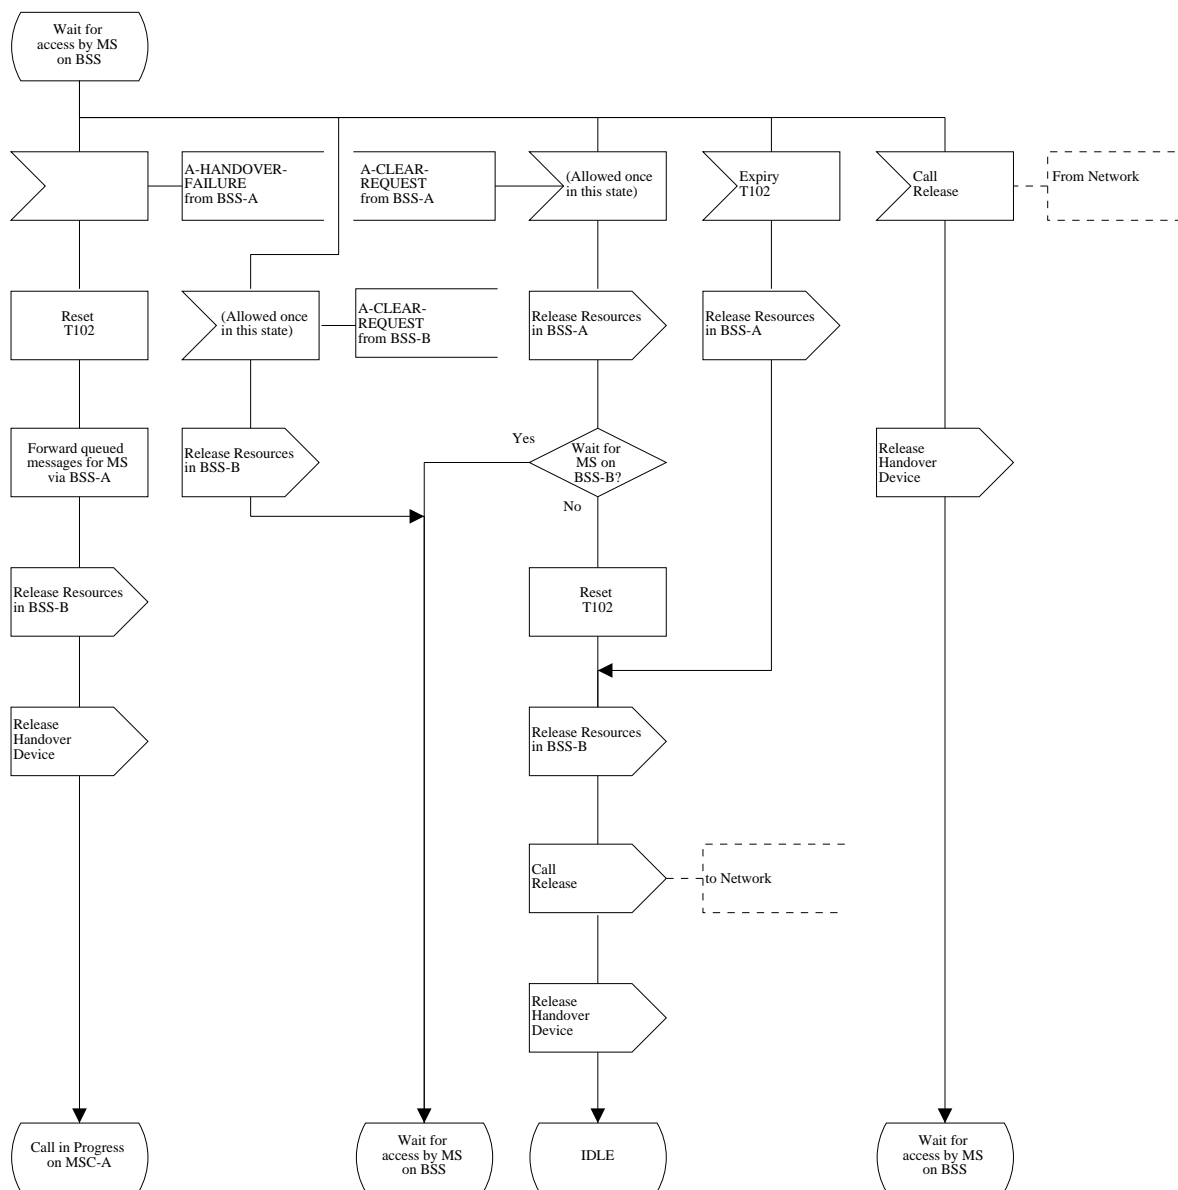 Wait for
access by MS
on BSS
A-HANDOVER-
FAILURE
from BSS-A
A-CLEAR-
REQUEST
from BSS-A
(Allowed once
in this state)
Expiry
T102
Call
Release
From Network
Reset
T102
(Allowed once
in this state)
A-CLEAR-
REQUEST
from BSS-B
Release Resources
in BSS-A
Release Resources
in BSS-A
Forward queued
messages for MS
via BSS-A
Release Resources
in BSS-B
Yes
Wait for
MS on
BSS-B?
No
Release
Handover
Device
Release Resources
in BSS-B
Reset
T102
Release
Handover
Device
Release Resources
in BSS-B
Call
Release
to Network
Release
Handover
Device
Call in Progress
on MSC-A
Wait for
access by MS
on BSS
IDLE
Wait for
access by MS
on BSS